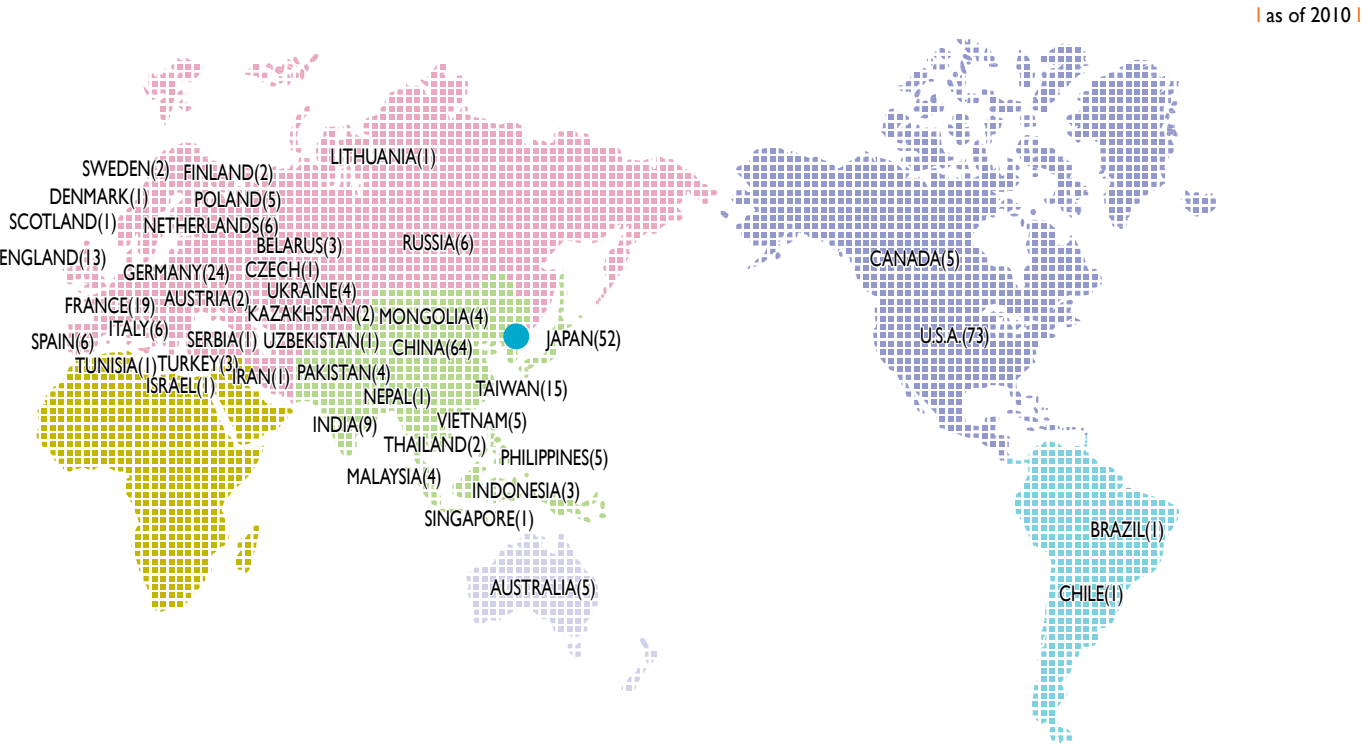 | as of 2010 |
LITHUANIA(1)
SWEDEN(2)
FINLAND(2)
DENMARK(1)
POLAND(5)
SCOTLAND(1)
NETHERLANDS(6)
BELARUS(3)
RUSSIA(6)
ENGLAND(13)
CANADA(5)
GERMANY(24)
CZECH(1)
UKRAINE(4)
FRANCE(19)
AUSTRIA(2)
KAZAKHSTAN(2)
MONGOLIA(4)
ITALY(6)
SPAIN(6)
SERBIA(1)
UZBEKISTAN(1)
CHINA(64)
JAPAN(52)
U.S.A.(73)
TUNISIA(1)
TURKEY(3)
ISRAEL(1)
IRAN(1)
PAKISTAN(4)
NEPAL(1)
TAIWAN(15)
INDIA(9)
VIETNAM(5)
THAILAND(2)
PHILIPPINES(5)
MALAYSIA(4)
INDONESIA(3)
SINGAPORE(1)
BRAZIL(1)
AUSTRALIA(5)
CHILE(1)